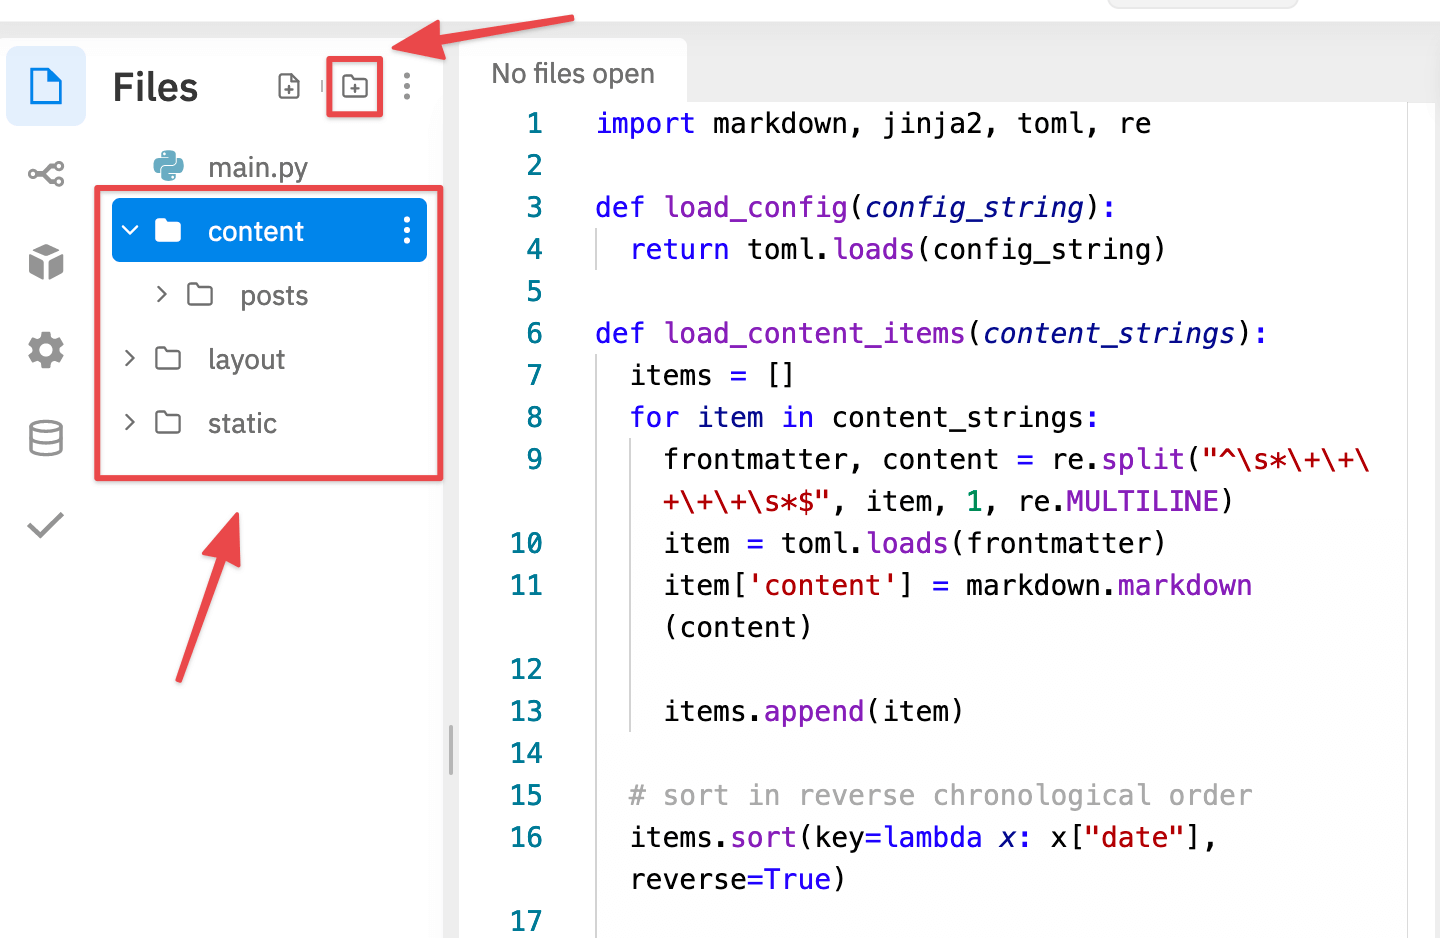 Files
No files open
main.py
content
posts
layout
static
1 import markdown, jinja2, toml, re
2
3 def load_config(config_string):
4 return toml.loads(config_string)
5
6 def load_content_items(content_strings):
7 items = []
8 for item in content_strings:
9 frontmatter, content = re.split("^\s*\+\+\
+\+\+\s*$", item, 1, re.MULTILINE)
10 item = toml.loads(frontmatter)
11 item['content'] = markdown.markdown
(content)
12
13 items.append(item)
14
15 # sort in reverse chronological order
16 items.sort(key=lambda x: x["date"],
reverse=True)
17